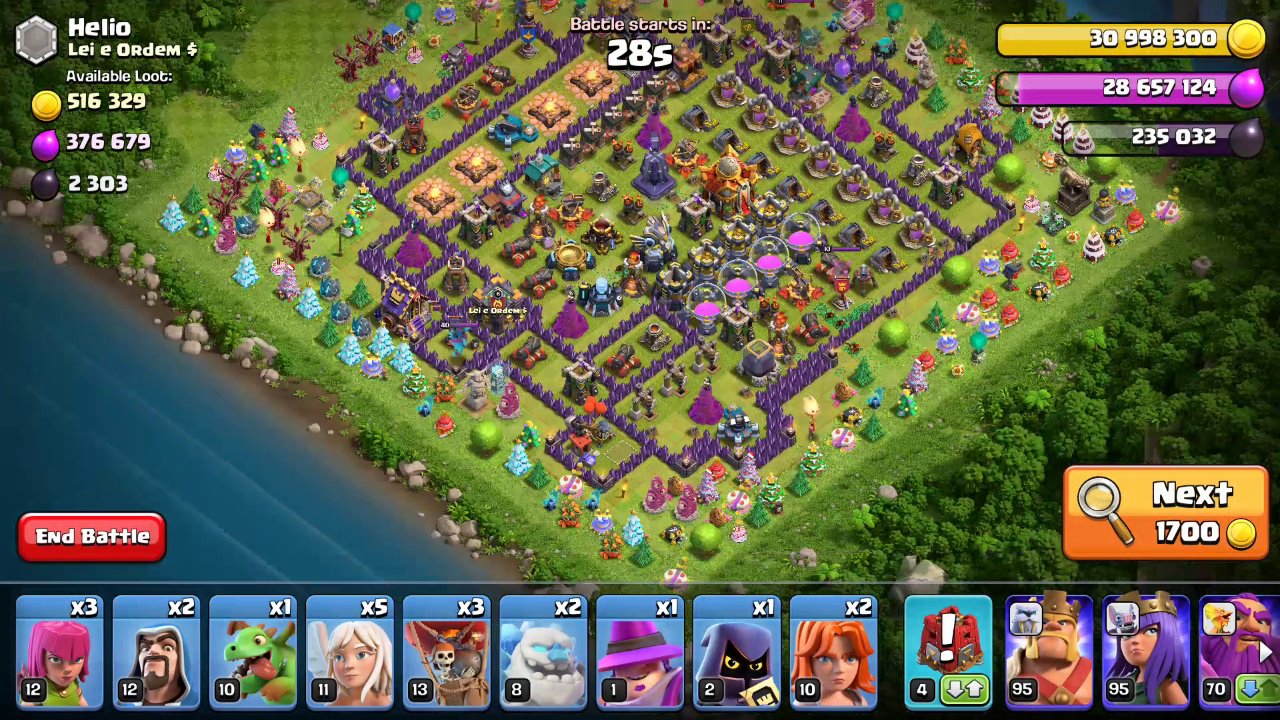 Helio
Lei e Ordem $
Available Loot:
516 329
376 679
2 303
Battle starts in:
28s
30 998 300
28 657 124
235 032
10
Lei e Ordem $
40
End Battle
Next
1700
x3
x2
x1
x5
x3
x2
x1
x1
x2
12
12
10
11
13
8
1
2
10
4
95
95
70